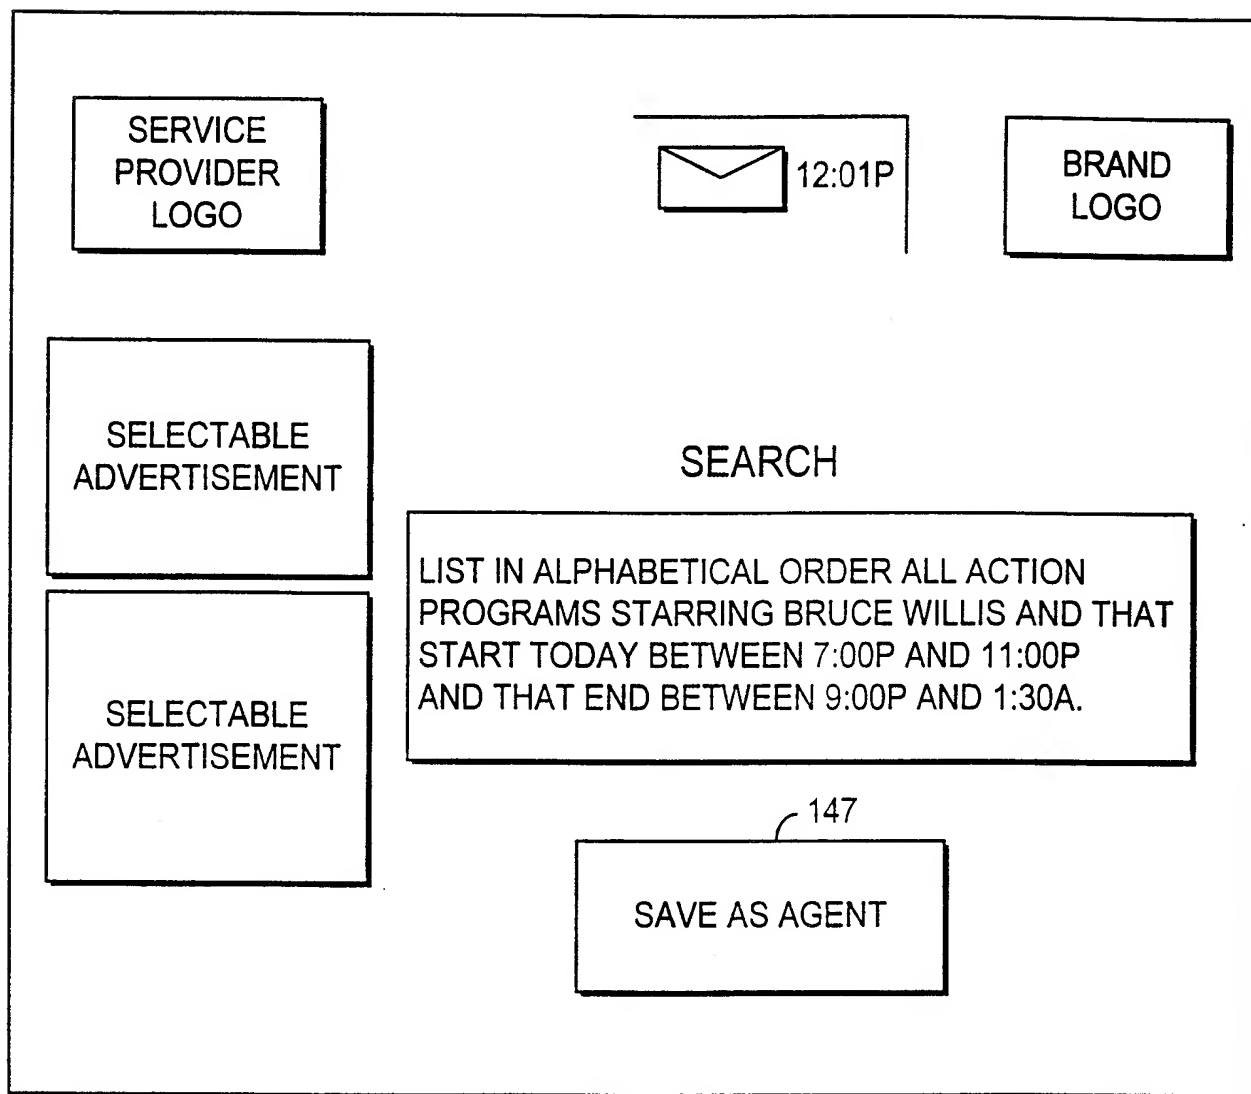 SERVICE
PROVIDER
LOGO
12:01P
BRAND
LOGO
SELECTABLE
ADVERTISEMENT
SEARCH
LIST IN ALPHABETICAL ORDER ALL ACTION
PROGRAMS STARRING BRUCE WILLIS AND THAT
START TODAY BETWEEN 7:00P AND 11:00P
AND THAT END BETWEEN 9:00P AND 1:30A.
SELECTABLE
ADVERTISEMENT
147
SAVE AS AGENT